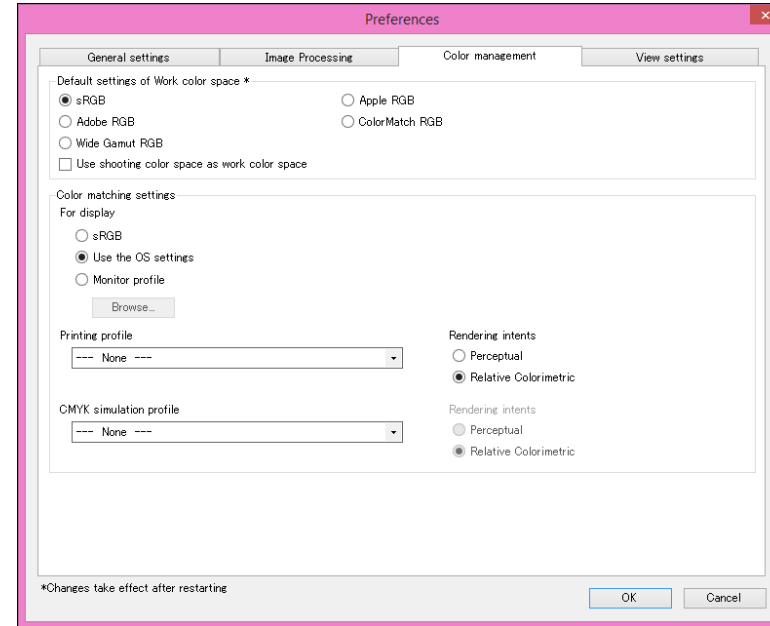 Preferences
General settings
Image Processing
Color management
View settings
Default settings of Work color space *
sRGB
Apple RGB
Adobe RGB
ColorMatch RGB
Wide Gamut RGB
Use shooting color space as work color space
Color matching settings
For display
sRGB
Use the OS settings
Monitor profile
Browse...
Printing profile
Rendering intents
--- None ---
Perceptual
Relative Colorimetric
CMYK simulation profile
Rendering intents
--- None ---
Perceptual
Relative Colorimetric
*Changes take effect after restarting
OK
Cancel